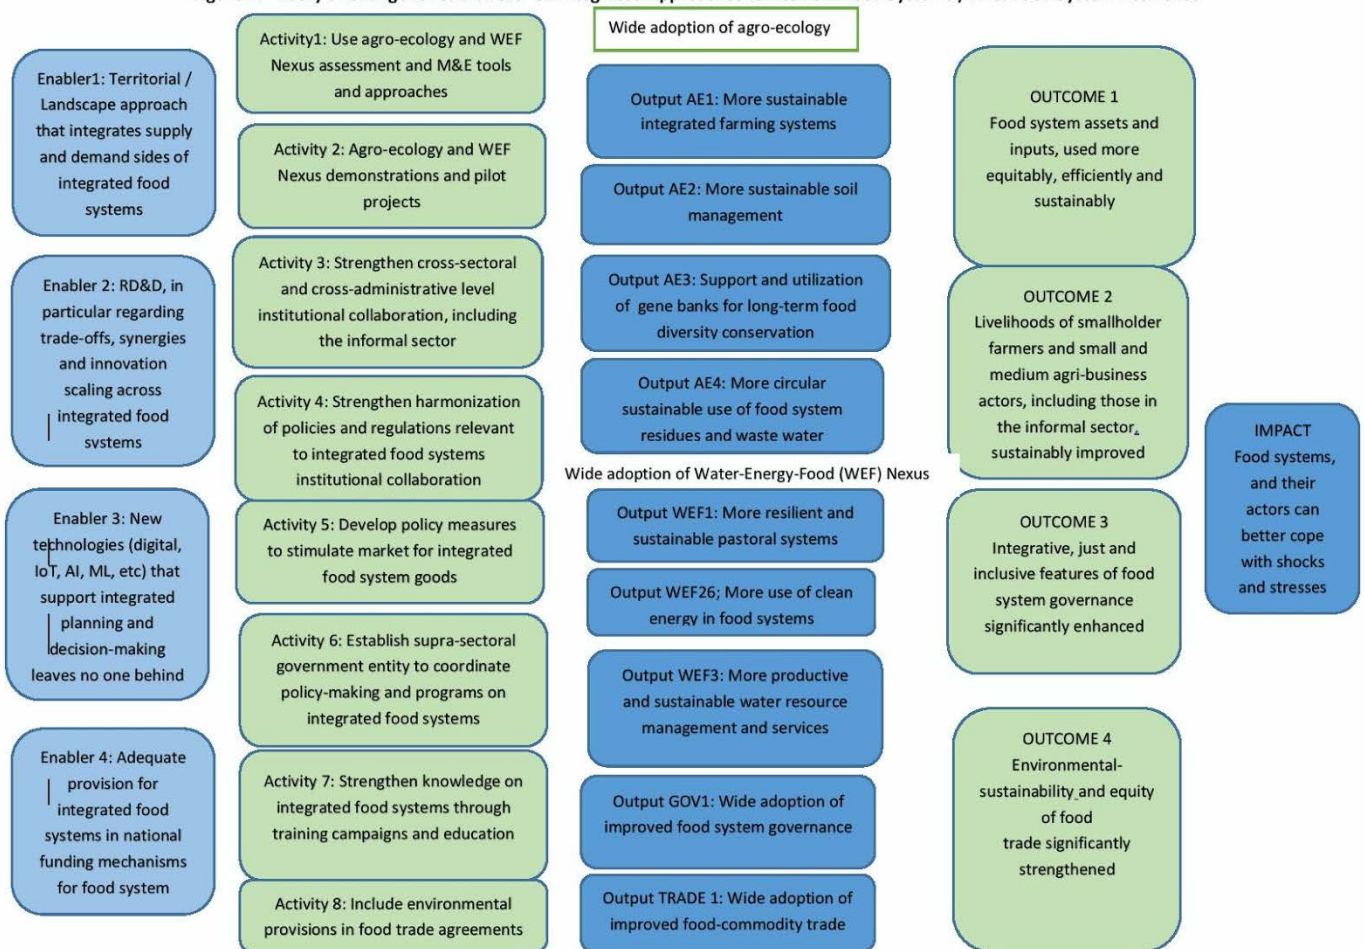 Wide adoption of agro-ecology
Enabler1: Territorial /
Landscape approach
that integrates supply
and demand sides of
integrated food
systems
Enabler 2: RD&D, in
particular regarding
trade-offs, synergies
and innovation
scaling across
integrated food
systems
Enabler 3: New
technologies (digital,
IoT, AI, ML, etc) that
support integrated
planning and
decision-making
leaves no one behind
Enabler 4: Adequate
provision for
integrated food
systems in national
funding mechanisms
for food system
Activity1: Use agro-ecology and WEF
Nexus assessment and M&E tools
and approaches
Activity 2: Agro-ecology and WEF
Nexus demonstrations and pilot
projects
Activity 3: Strengthen cross-sectoral
and cross-administrative level
institutional collaboration, including
the informal sector
Activity 4: Strengthen harmonization
of policies and regulations relevant
to integrated food systems
institutional collaboration
Activity 5: Develop policy measures
to stimulate market for integrated
food system goods
Activity 6: Establish supra-sectoral
government entity to coordinate
policy-making and programs on
integrated food systems
Activity 7: Strengthen knowledge on
integrated food systems through
training campaigns and education
Activity 8: Include environmental
provisions in food trade agreements
Output AE1: More sustainable
integrated farming systems
Output AE2: More sustainable soil
management
Output AE3: Support and utilization
of gene banks for long-term food
diversity conservation
Output AE4: More circular
sustainable use of food system
residues and waste water
Wide adoption of Water-Energy-Food (WEF) Nexus
Output WEF1: More resilient and
sustainable pastoral systems
Output WEF26; More use of clean
energy in food systems
Output WEF3: More productive
and sustainable water resource
management and services
Output GOV1: Wide adoption of
improved food system governance
Output TRADE 1: Wide adoption of
improved food-commodity trade
OUTCOME 1
Food system assets and
inputs, used more
equitably, efficiently and
sustainably
OUTCOME 2
Livelihoods of smallholder
farmers and small and
medium agri-business
actors, including those in
the informal sector,
sustainably improved
OUTCOME 3
Integrative, just and
inclusive features of food
system governance
significantly enhanced
OUTCOME 4
Environmental-
sustainability and equity
of food
trade significantly
strengthened
IMPACT
Food systems,
and their
actors can
better cope
with shocks
and stresses